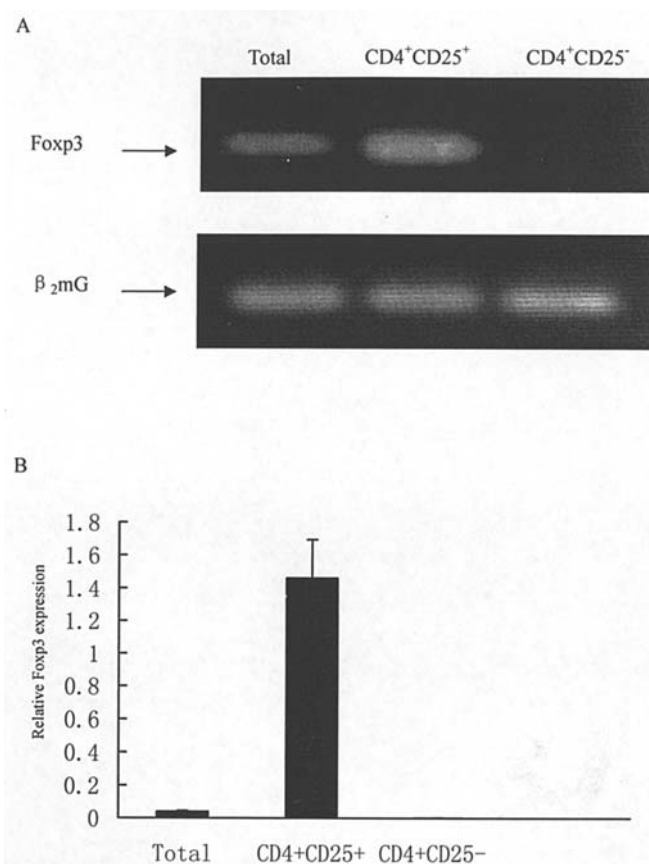 A
Total CD4⁺CD25⁺ CD4⁺CD25⁻
Foxp3
β₂mG
B
Relative Foxp3 expression
1.8
1.6
1.4
1.2
1
0.8
0.6
0.4
0.2
0
Total CD4+CD25+ CD4+CD25-